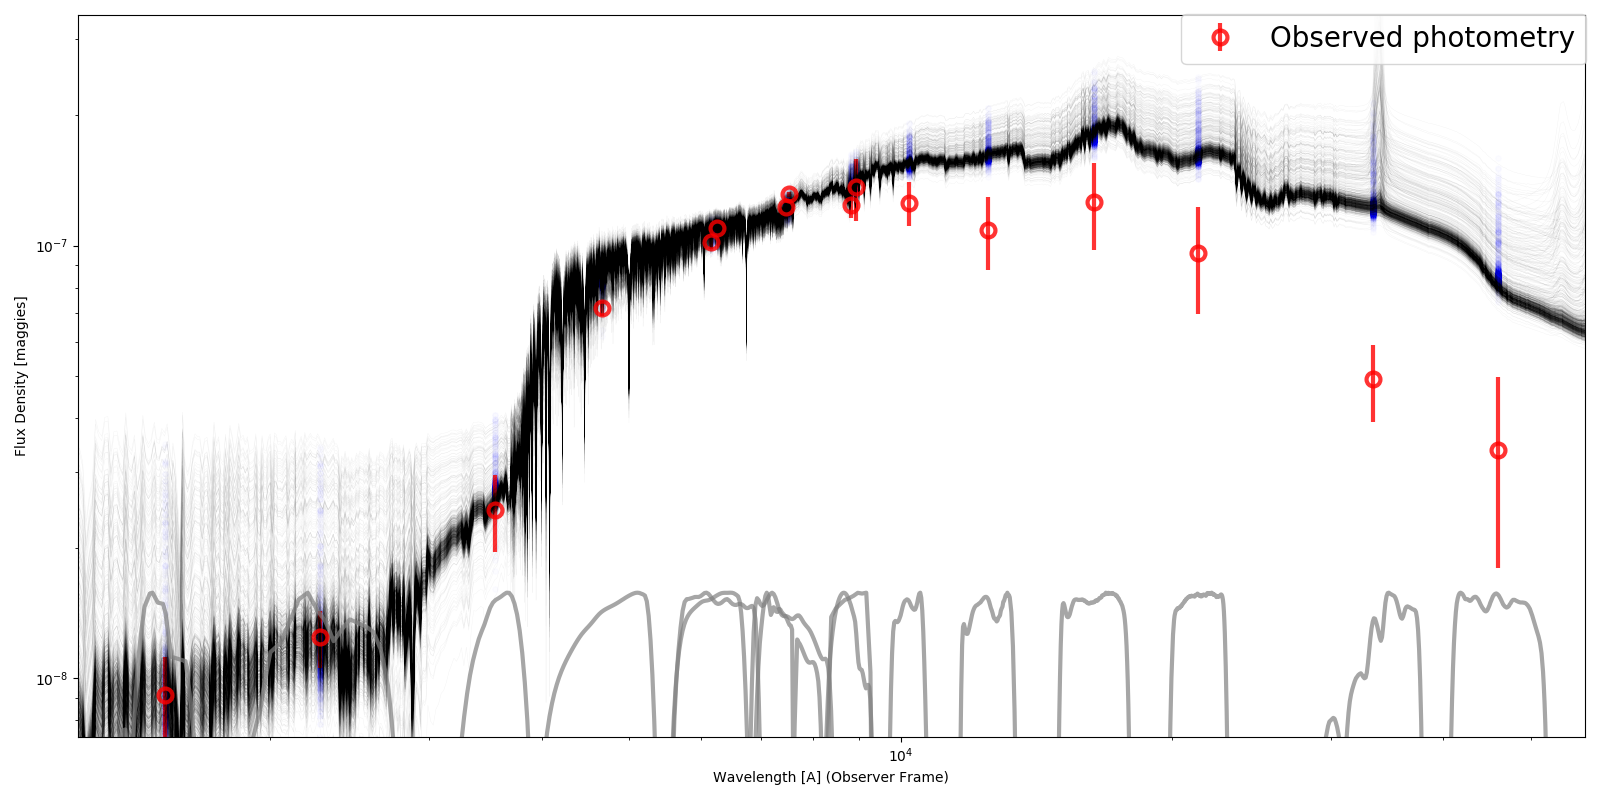 Observed photometry
10⁻⁷
10⁻⁸
Flux Density [maggies]
10⁴
Wavelength [A] (Observer Frame)